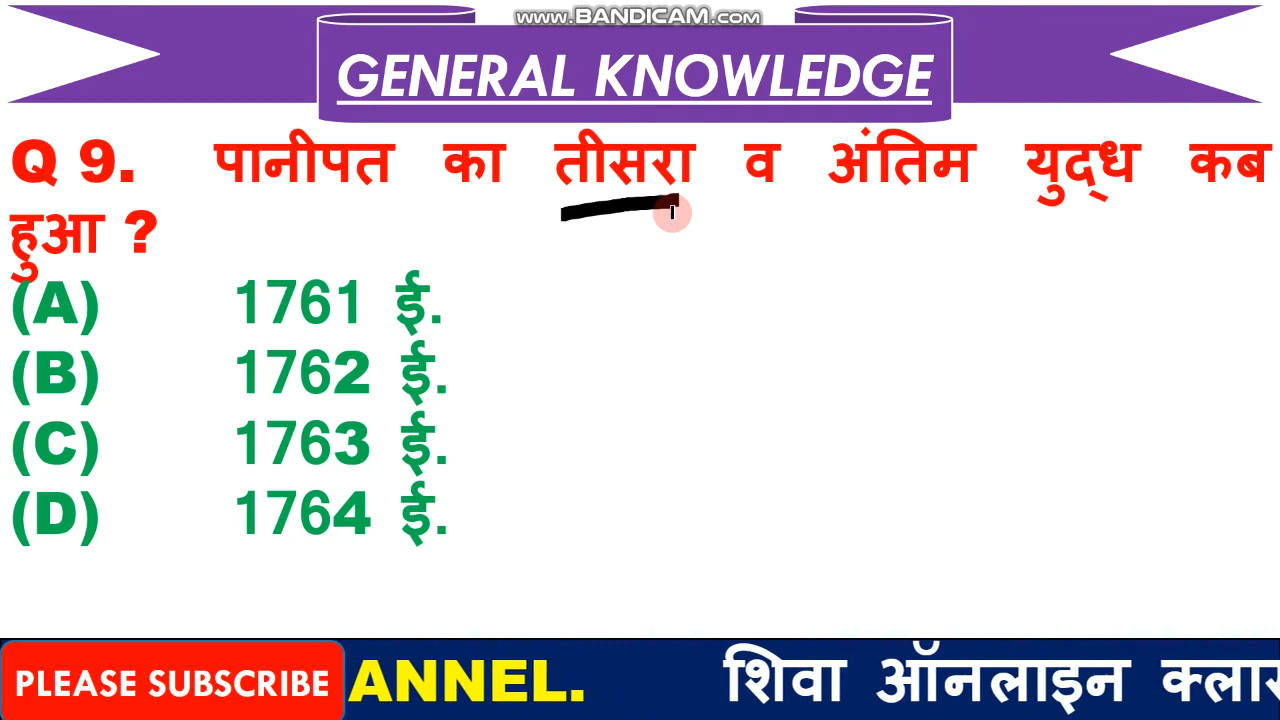 www.BANDICAM.com
GENERAL KNOWLEDGE
Q 9. पानीपत का तीसरा व अंतिम युद्ध कब
हुआ ?
(A) 1761 ई.
(B) 1762 ई.
(C) 1763 ई.
(D) 1764 ई.
PLEASE SUBSCRIBE ANNEL. शिवा ऑनलाइन